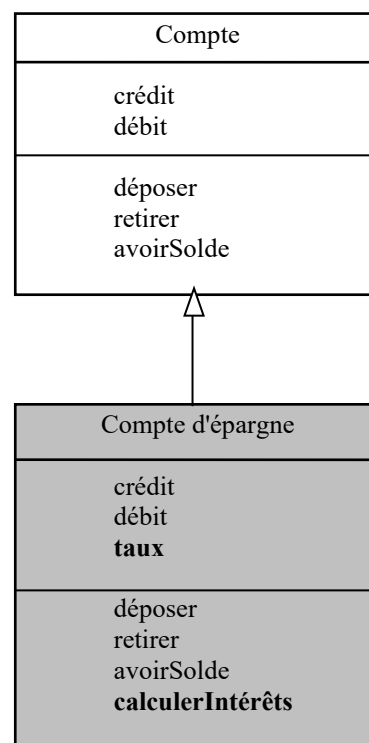 Compte
crédit
débit
déposer
retirer
avoirSolde
Compte d'épargne
crédit
débit
taux
déposer
retirer
avoirSolde
calculerIntérêts